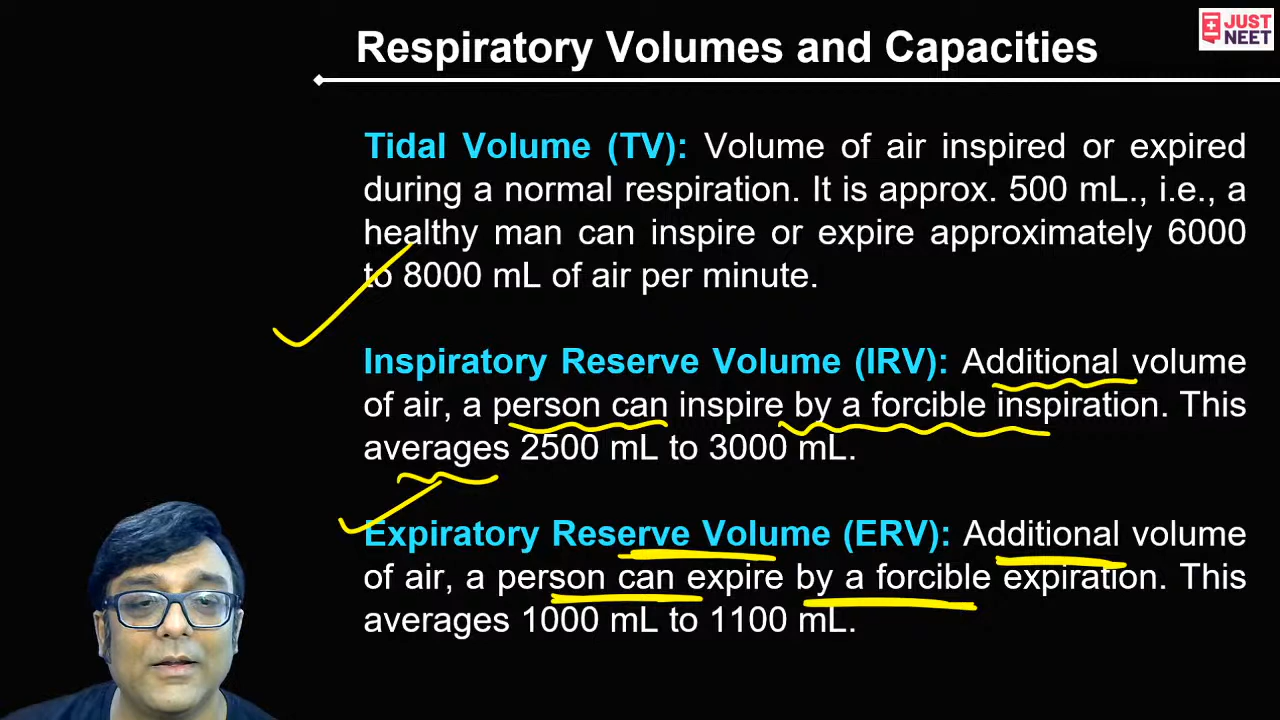 Respiratory Volumes and Capacities
JUST
NEET
Tidal Volume (TV): Volume of air inspired or expired
during a normal respiration. It is approx. 500 mL., i.e., a
healthy man can inspire or expire approximately 6000
to 8000 mL of air per minute.
Inspiratory Reserve Volume (IRV): Additional volume
of air, a person can inspire by a forcible inspiration. This
averages 2500 mL to 3000 mL.
Expiratory Reserve Volume (ERV): Additional volume
of air, a person can expire by a forcible expiration. This
averages 1000 mL to 1100 mL.